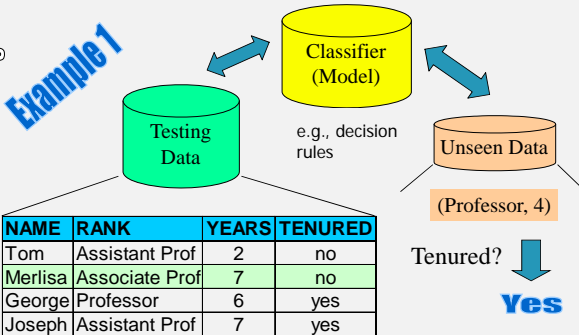 Example 1
Classifier
(Model)
Testing
Data
e.g., decision
rules
Unseen Data
(Professor, 4)
NAME RANK YEARS TENURED
Tom Assistant Prof 2 no
Merlisa Associate Prof 7 no
George Professor 6 yes
Joseph Assistant Prof 7 yes
Tenured?
Yes